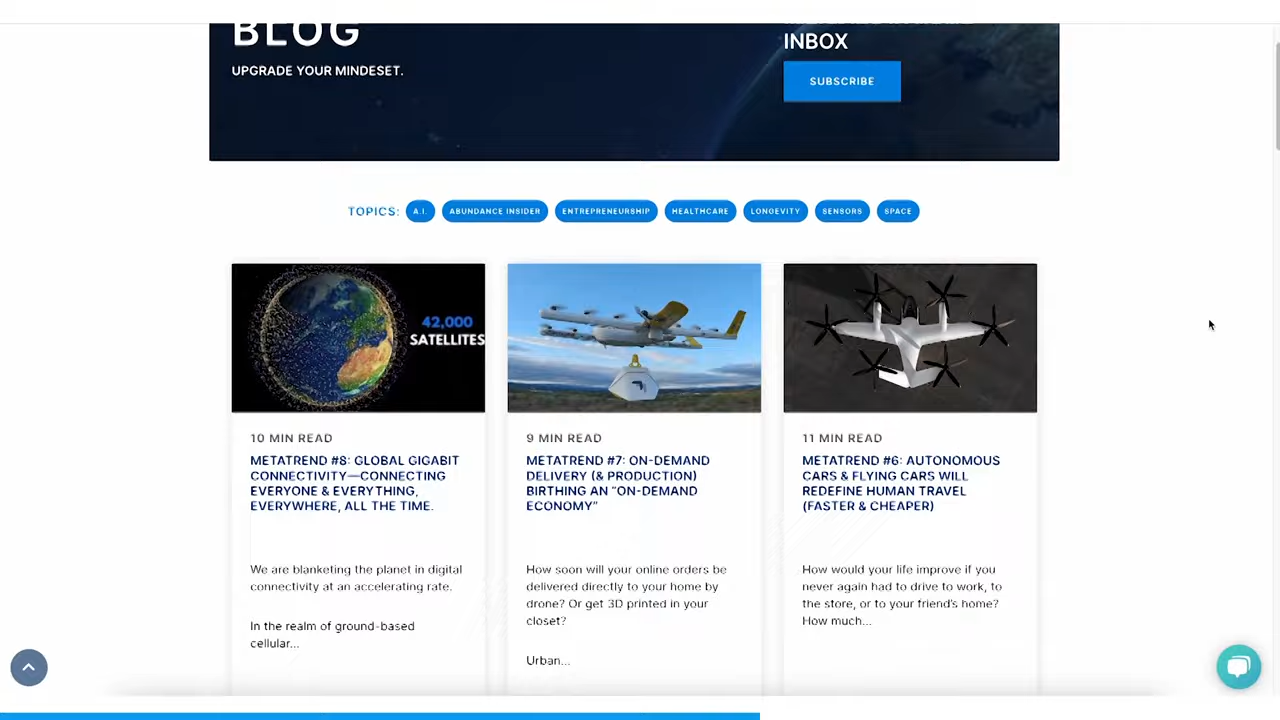 BLOG
UPGRADE YOUR MINDESET.
INBOX
SUBSCRIBE
TOPICS:
A.I.
ABUNDANCE INSIDER
ENTREPRENEURSHIP
HEALTHCARE
LONGEVITY
SENSORS
SPACE
42,000
SATELLITES
10 MIN READ
METATREND #8: GLOBAL GIGABIT
CONNECTIVITY—CONNECTING
EVERYONE & EVERYTHING,
EVERYWHERE, ALL THE TIME.
We are blanketing the planet in digital
connectivity at an accelerating rate.
In the realm of ground-based
cellular...
9 MIN READ
METATREND #7: ON-DEMAND
DELIVERY (& PRODUCTION)
BIRTHING AN “ON-DEMAND
ECONOMY”
How soon will your online orders be
delivered directly to your home by
drone? Or get 3D printed in your
closet?
Urban...
11 MIN READ
METATREND #6: AUTONOMOUS
CARS & FLYING CARS WILL
REDEFINE HUMAN TRAVEL
(FASTER & CHEAPER)
How would your life improve if you
never again had to drive to work, to
the store, or to your friend's home?
How much...